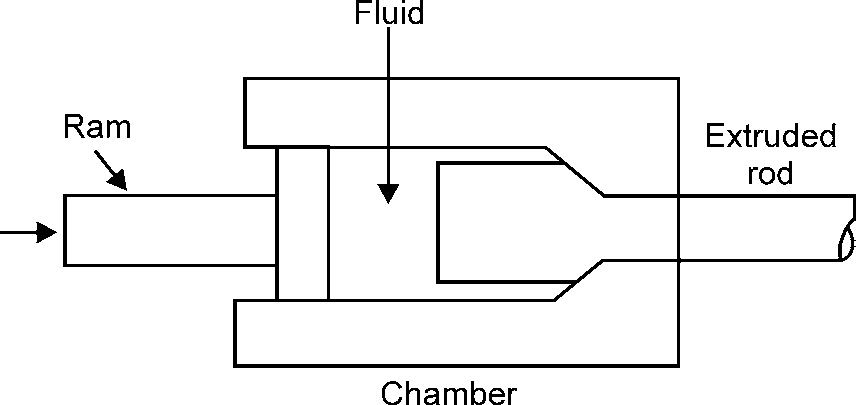 Fluid
Ram
Extruded
rod
Chamber